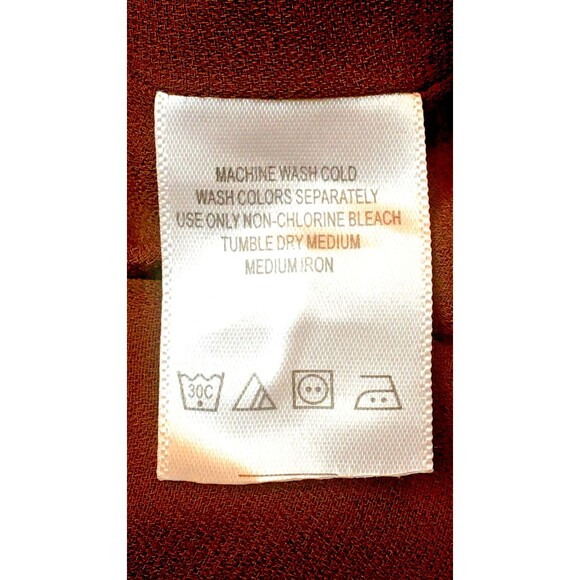 MACHINE WASH COLD
WASH COLORS SEPARATELY
USE ONLY NON-CHLORINE BLEACH
TUMBLE DRY MEDIUM
MEDIUM IRON
30C